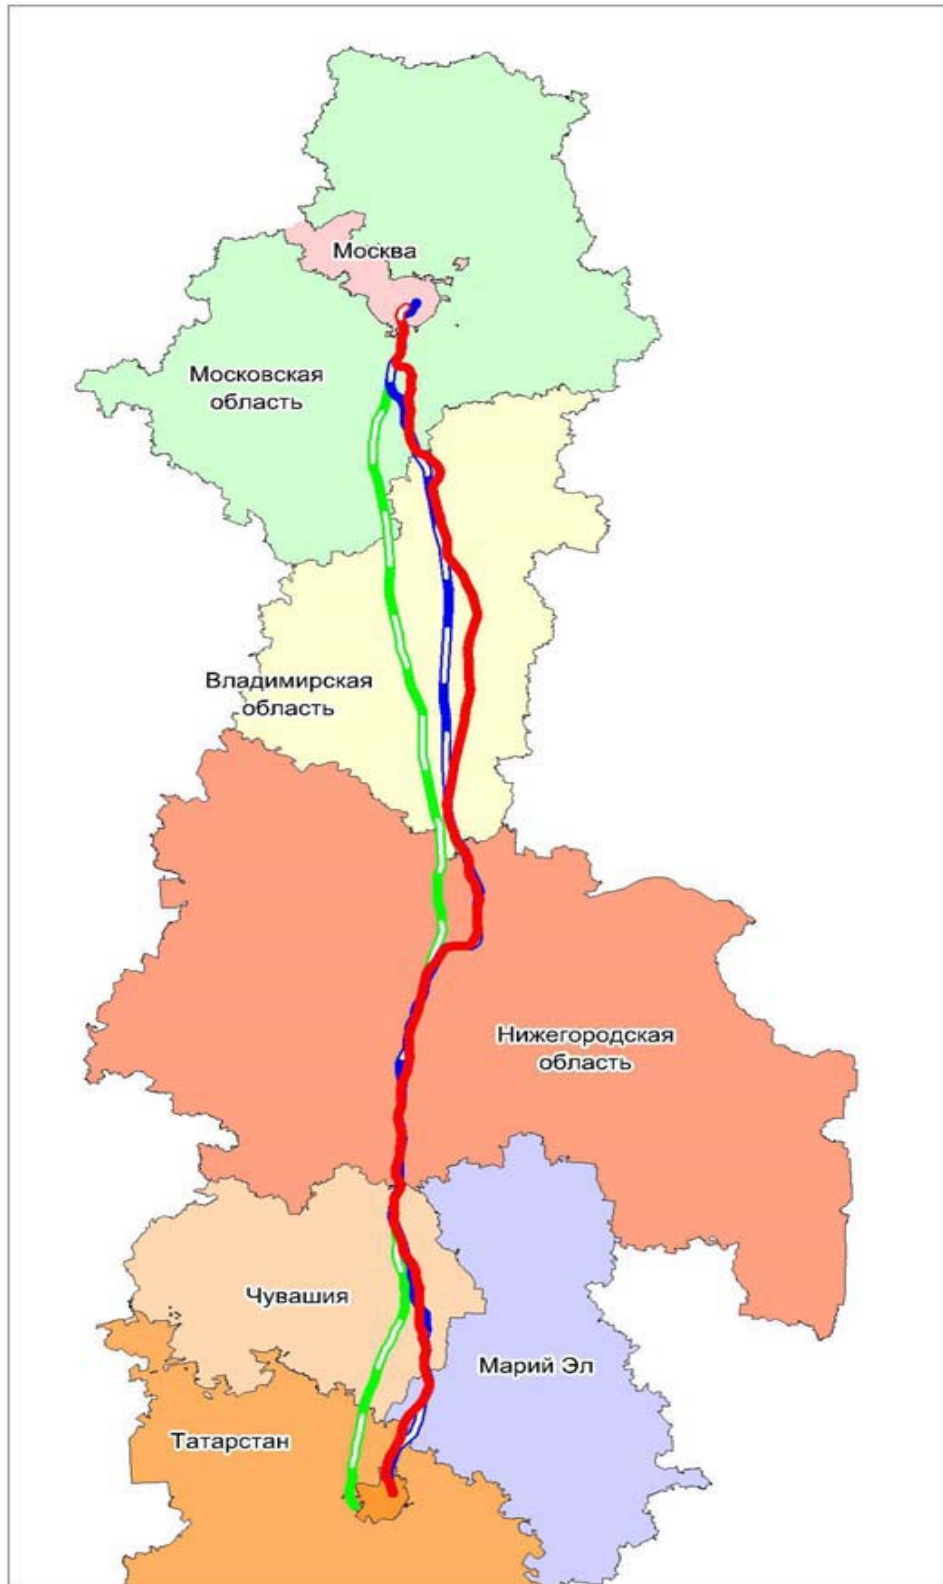 Москва
Московская
область
Владимирская
область
Нижегородская
область
Чувашия
Марий Эл
Татарстан